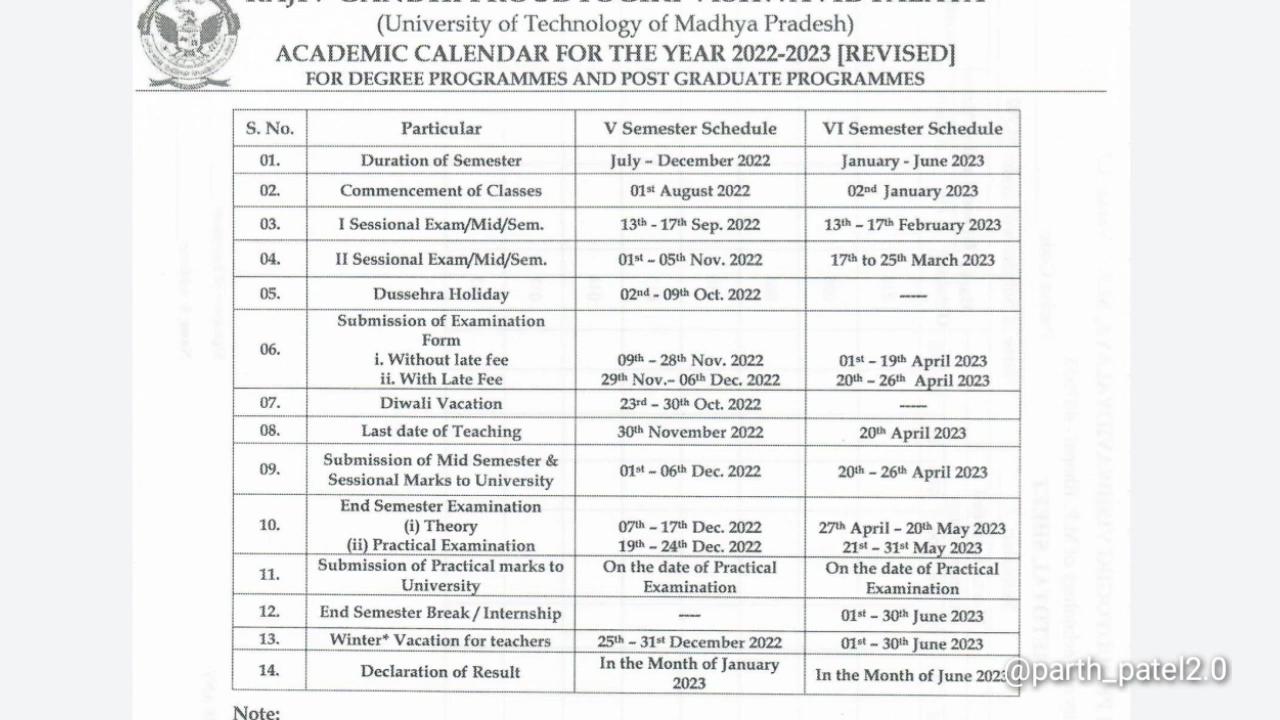 (University of Technology of Madhya Pradesh)
ACADEMIC CALENDAR FOR THE YEAR 2022-2023 [REVISED]
FOR DEGREE PROGRAMMES AND POST GRADUATE PROGRAMMES
S. No. Particular V Semester Schedule VI Semester Schedule
01. Duration of Semester July – December 2022 January - June 2023
02. Commencement of Classes 01st August 2022 02nd January 2023
03. I Sessional Exam/Mid/Sem. 13th - 17th Sep. 2022 13th – 17th February 2023
04. II Sessional Exam/Mid/Sem. 01st – 05th Nov. 2022 17th to 25th March 2023
05. Dussehra Holiday 02nd - 09th Oct. 2022 -----
06. Submission of Examination
Form
i. Without late fee 09th – 28th Nov. 2022 01st – 19th April 2023
ii. With Late Fee 29th Nov.– 06th Dec. 2022 20th – 26th April 2023
07. Diwali Vacation 23rd – 30th Oct. 2022 -----
08. Last date of Teaching 30th November 2022 20th April 2023
09. Submission of Mid Semester &
Sessional Marks to University 01st – 06th Dec. 2022 20th – 26th April 2023
10. End Semester Examination
(i) Theory 07th – 17th Dec. 2022 27th April – 20th May 2023
(ii) Practical Examination 19th – 24th Dec. 2022 21st – 31st May 2023
11. Submission of Practical marks to On the date of Practical On the date of Practical
University Examination Examination
12. End Semester Break / Internship ---- 01st – 30th June 2023
13. Winter* Vacation for teachers 25th – 31st December 2022 01st – 30th June 2023
14. Declaration of Result In the Month of January In the Month of June 2023
2023
@parth_patel2.0
Note: